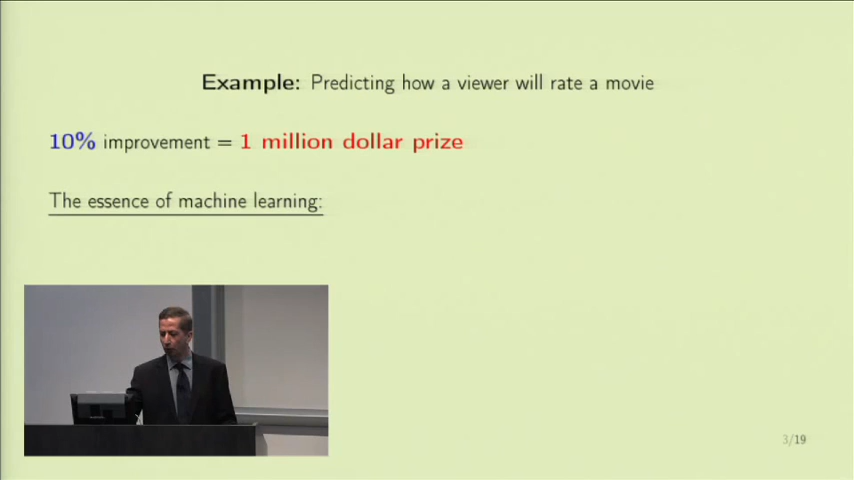 Example: Predicting how a viewer will rate a movie
10% improvement = 1 million dollar prize
The essence of machine learning:
3/19